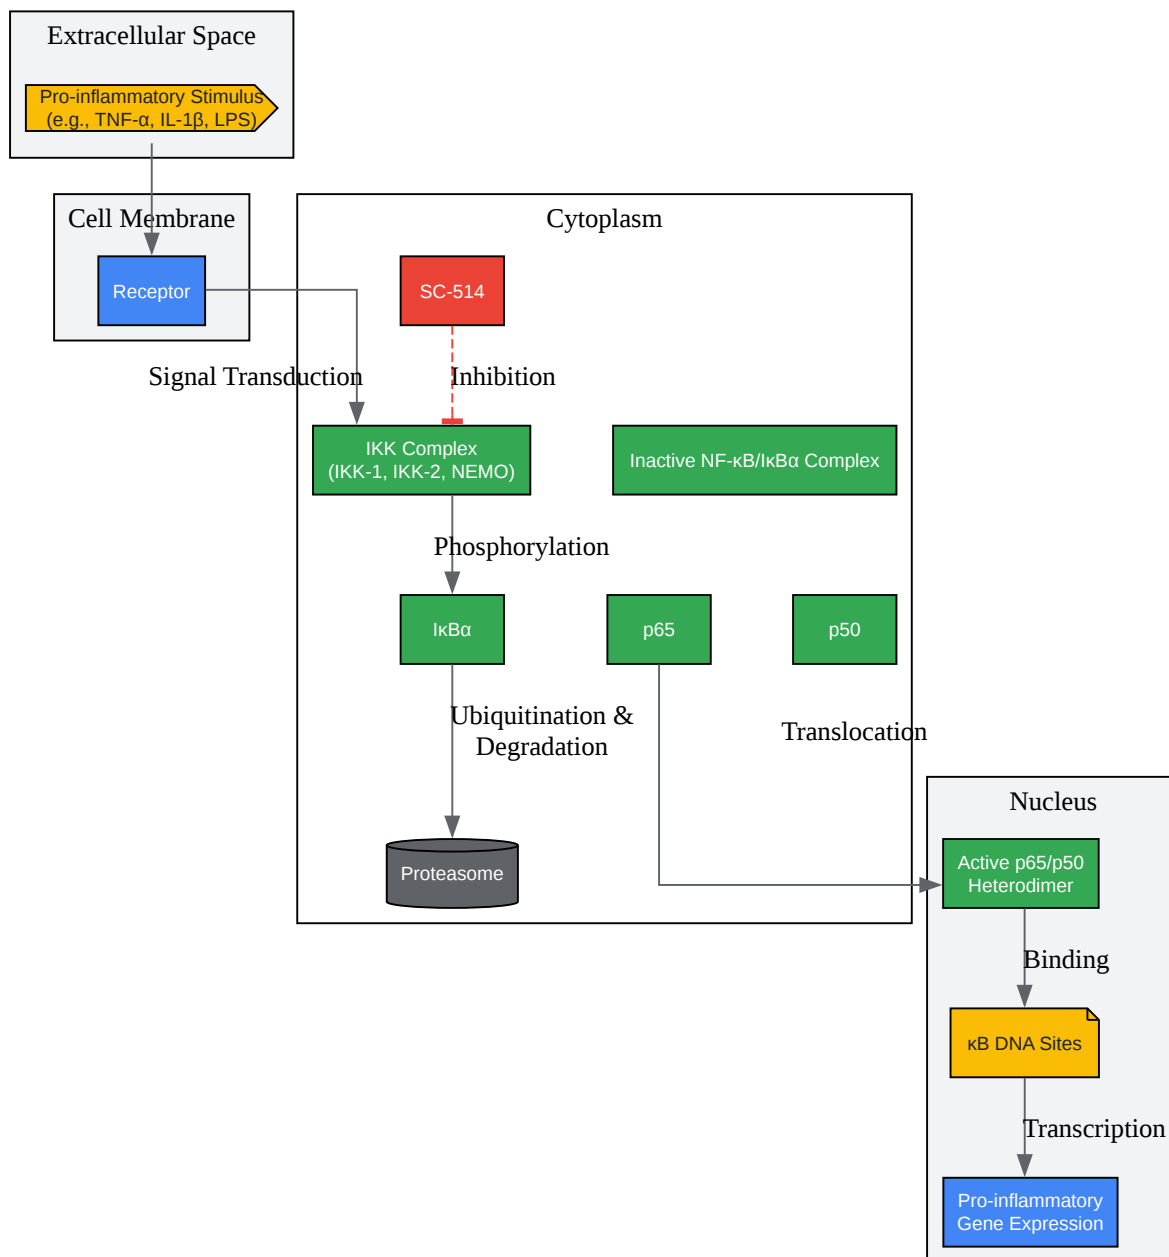 Extracellular Space
Pro-inflammatory Stimulus
(e.g., TNF-α, IL-1β, LPS)
Cell Membrane
Receptor
Signal Transduction
Cytoplasm
SC-514
Inhibition
IKK Complex
(IKK-1, IKK-2, NEMO)
Inactive NF-κB/IκBα Complex
Phosphorylation
IκBα
p65
p50
Ubiquitination &
Degradation
Translocation
Proteasome
Nucleus
Active p65/p50
Heterodimer
Binding
κB DNA Sites
Transcription
Pro-inflammatory
Gene Expression